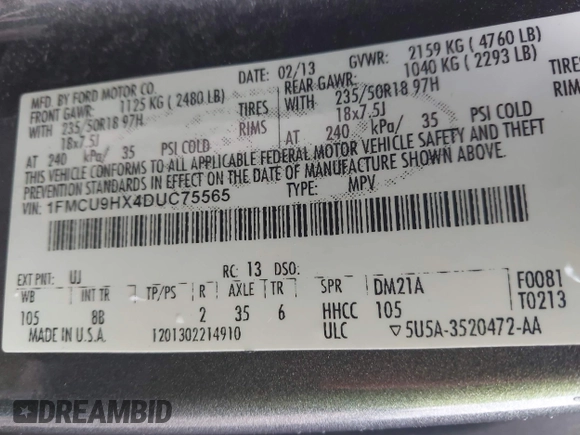 MFD. BY FORD MOTOR CO.
DATE: 02/13 GVWR: 2159 KG ( 4760 LB)
FRONT GAWR: 1125 KG ( 2480 LB) REAR GAWR: 1040 KG ( 2293 LB)
WITH 235/50R18 97H TIRES WITH 235/50R18 97H TIRES
18x7.5J RIMS 18x7.5J RIMS
AT 240 kPa/ 35 PSI COLD AT 240 kPa/ 35 PSI COLD
THIS VEHICLE CONFORMS TO ALL APPLICABLE FEDERAL MOTOR VEHICLE SAFETY AND THEFT
PREVENTION STANDARDS IN EFFECT ON THE DATE OF MANUFACTURE SHOWN ABOVE.
VIN: 1FMCU9HX4DUC75565 TYPE: MPV
EXT PNT: UJ RC: 13 DSO:
WB INT TR TP/PS R AXLE TR SPR DM21A F0081
105 8B 2 35 6 HHCC 105 T0213
MADE IN U.S.A. 1201302214910 ULC ▽5U5A-3520472-AA
DREAMBID